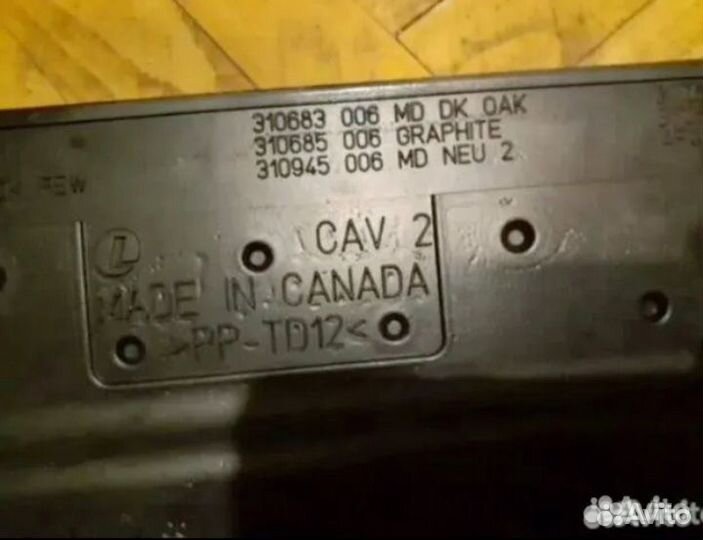 310683 006 MD DK OAK
310685 006 GRAPHITE
310945 006 MD NEU 2
CAV 2
MADE IN CANADA
>PP-TD12<
Avito